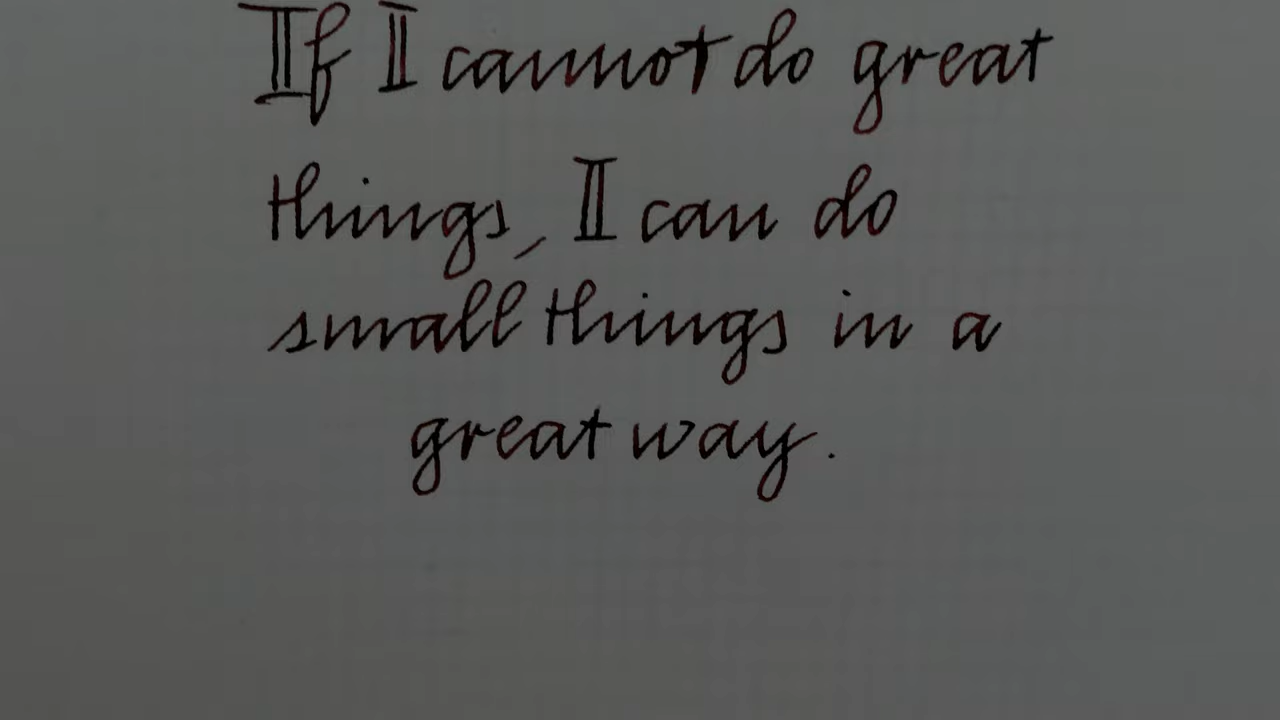 If I cannot do great
things, I can do
small things in a
great way.